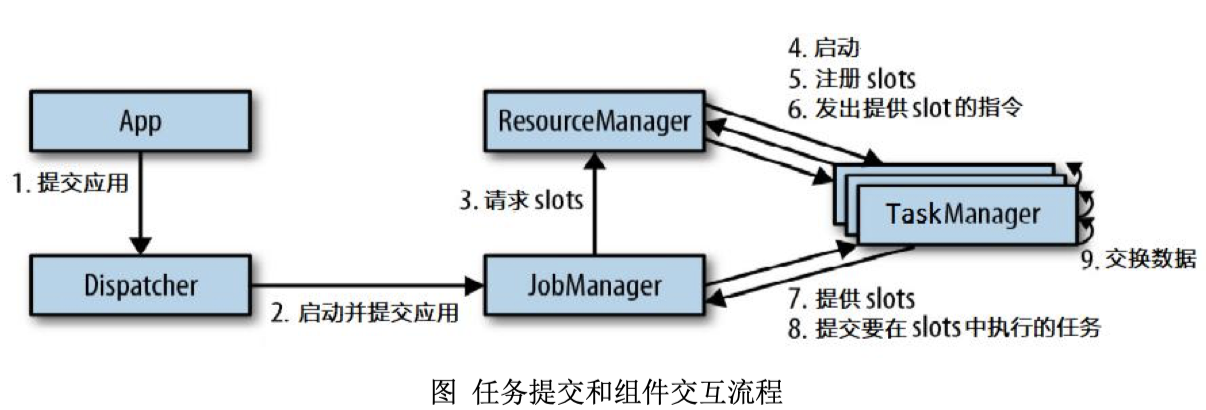 4. 启动
5. 注册 slots
6. 发出提供 slot 的指令
App
ResourceManager
1. 提交应用
3. 请求 slots
TaskManager
9. 交换数据
Dispatcher
JobManager
2. 启动并提交应用
7. 提供 slots
8. 提交要在 slots 中执行的任务
图 任务提交和组件交互流程